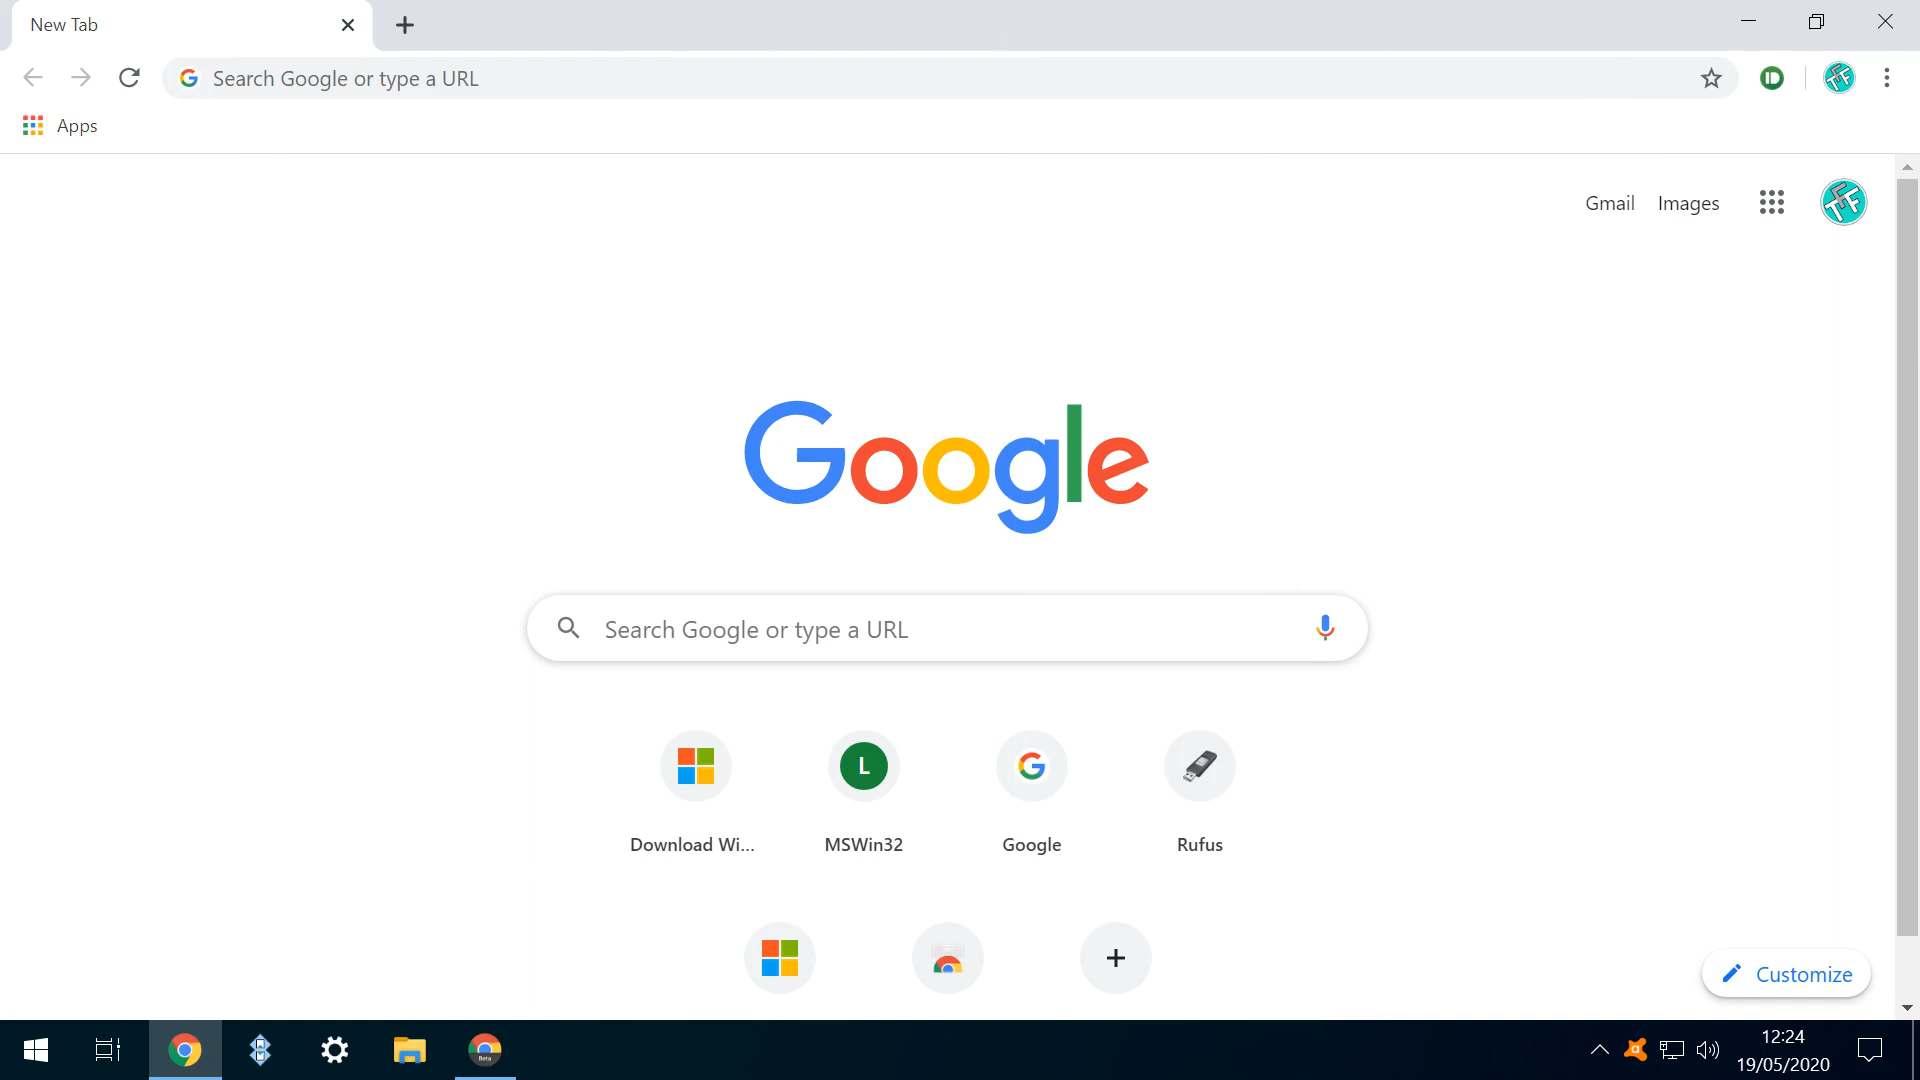 New Tab
Search Google or type a URL
Apps
Gmail Images
Google
Search Google or type a URL
L
Download Wi... MSWin32 Google Rufus
Customize
Beta
12:24
19/05/2020